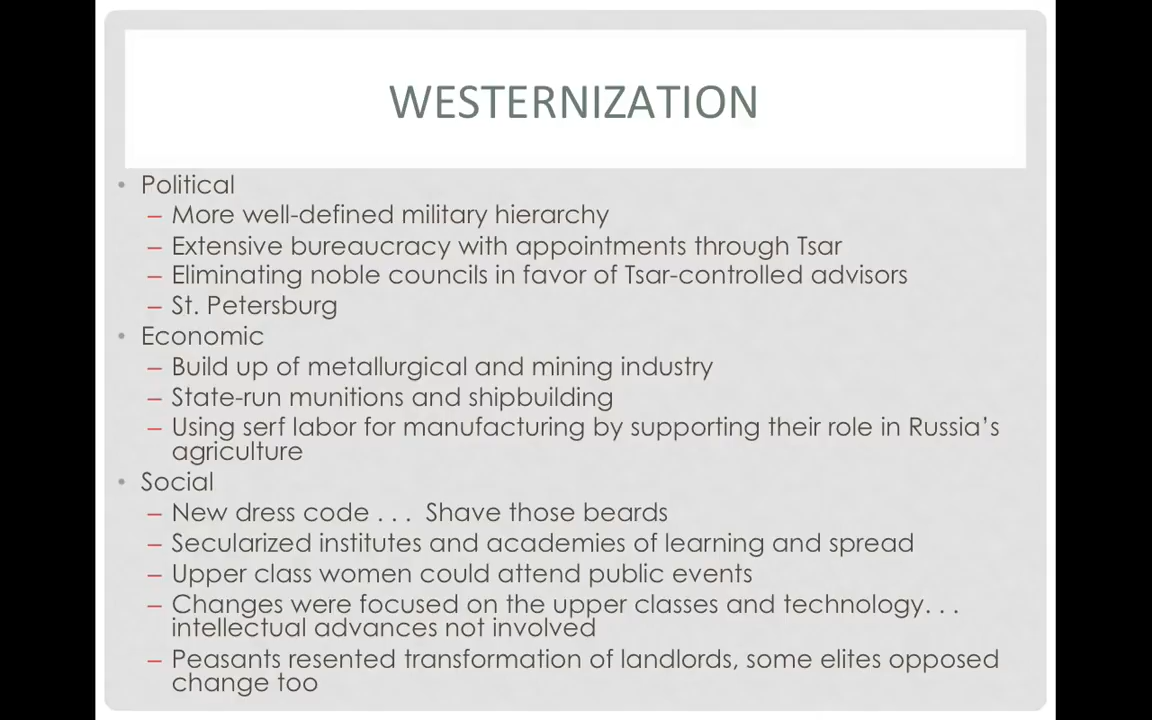 WESTERNIZATION
• Political
– More well-defined military hierarchy
– Extensive bureaucracy with appointments through Tsar
– Eliminating noble councils in favor of Tsar-controlled advisors
– St. Petersburg
• Economic
– Build up of metallurgical and mining industry
– State-run munitions and shipbuilding
– Using serf labor for manufacturing by supporting their role in Russia’s
agriculture
• Social
– New dress code . . .  Shave those beards
– Secularized institutes and academies of learning and spread
– Upper class women could attend public events
– Changes were focused on the upper classes and technology. . .
intellectual advances not involved
– Peasants resented transformation of landlords, some elites opposed
change too